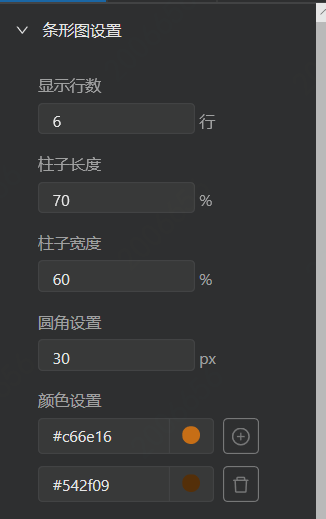 条形图设置
显示行数
6 行
柱子长度
70 %
柱子宽度
60 %
圆角设置
30 px
颜色设置
#c66e16
#542f09